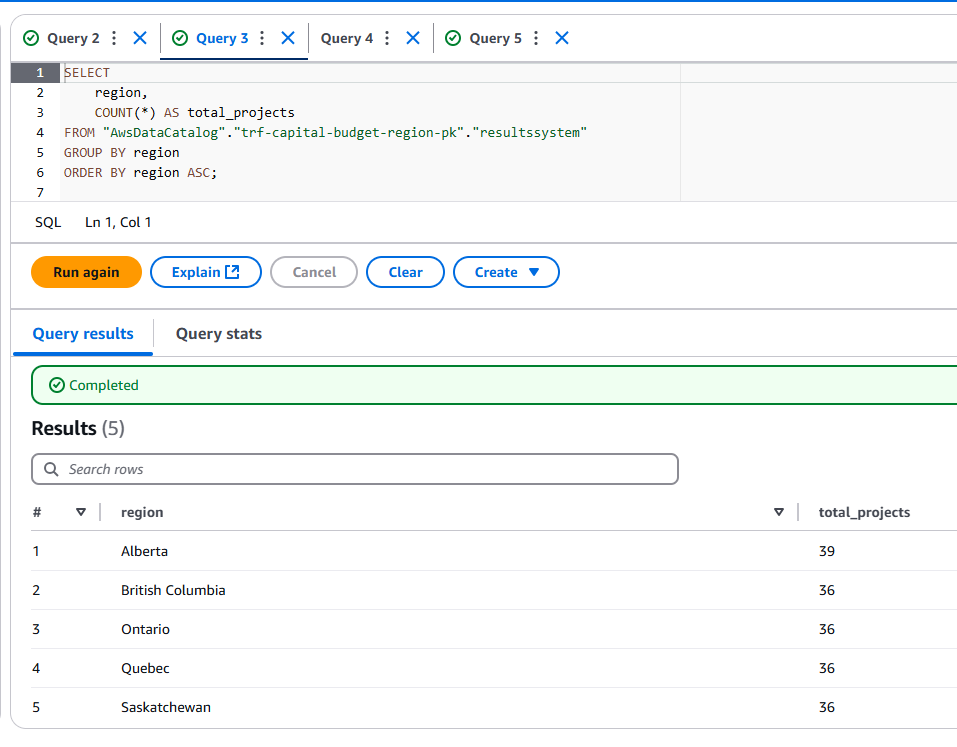 Query 2 Query 3 Query 4 Query 5
1 SELECT
2 region,
3 COUNT(*) AS total_projects
4 FROM "AwsDataCatalog"."trf-capital-budget-region-pk"."resultssystem"
5 GROUP BY region
6 ORDER BY region ASC;
7
SQL Ln 1, Col 1
Run again Explain Cancel Clear Create
Query results Query stats
Completed
Results (5)
Search rows
# region total_projects
1 Alberta 39
2 British Columbia 36
3 Ontario 36
4 Quebec 36
5 Saskatchewan 36